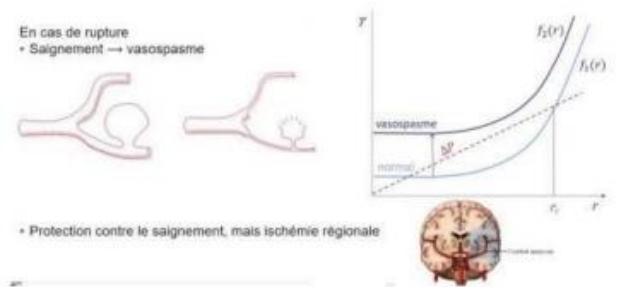 En cas de rupture
• Saignement → vasospasme
T
f₂(r)
f₁(r)
vasospasme
ΔP
normal
r
• Protection contre le saignement, mais ischémie régionale